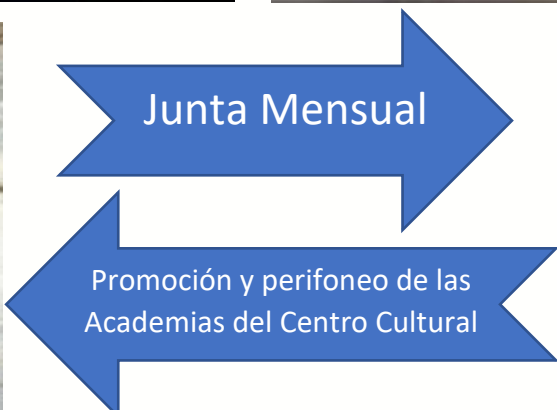 Junta Mensual
Promoción y perifoneo de las
Academias del Centro Cultural